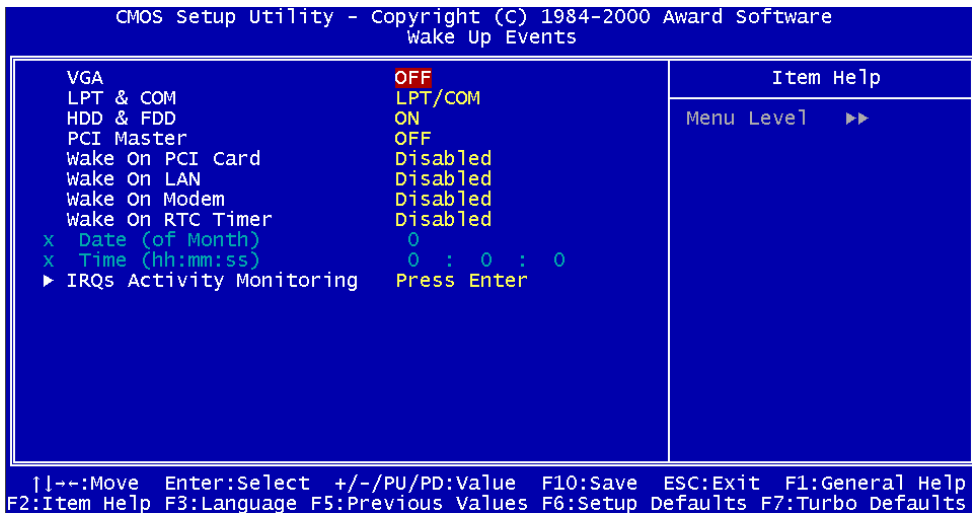 CMOS Setup Utility - Copyright (C) 1984-2000 Award Software
Wake Up Events
VGA OFF
LPT & COM LPT/COM
HDD & FDD ON
PCI Master OFF
Wake On PCI Card Disabled
Wake On LAN Disabled
Wake On Modem Disabled
Wake On RTC Timer Disabled
x Date (of Month) 0
x Time (hh:mm:ss) 0 : 0 : 0
▶ IRQs Activity Monitoring Press Enter
Item Help
Menu Level ▶▶
↑↓→←:Move Enter:Select +/-/PU/PD:Value F10:Save ESC:Exit F1:General Help
F2:Item Help F3:Language F5:Previous Values F6:Setup Defaults F7:Turbo Defaults